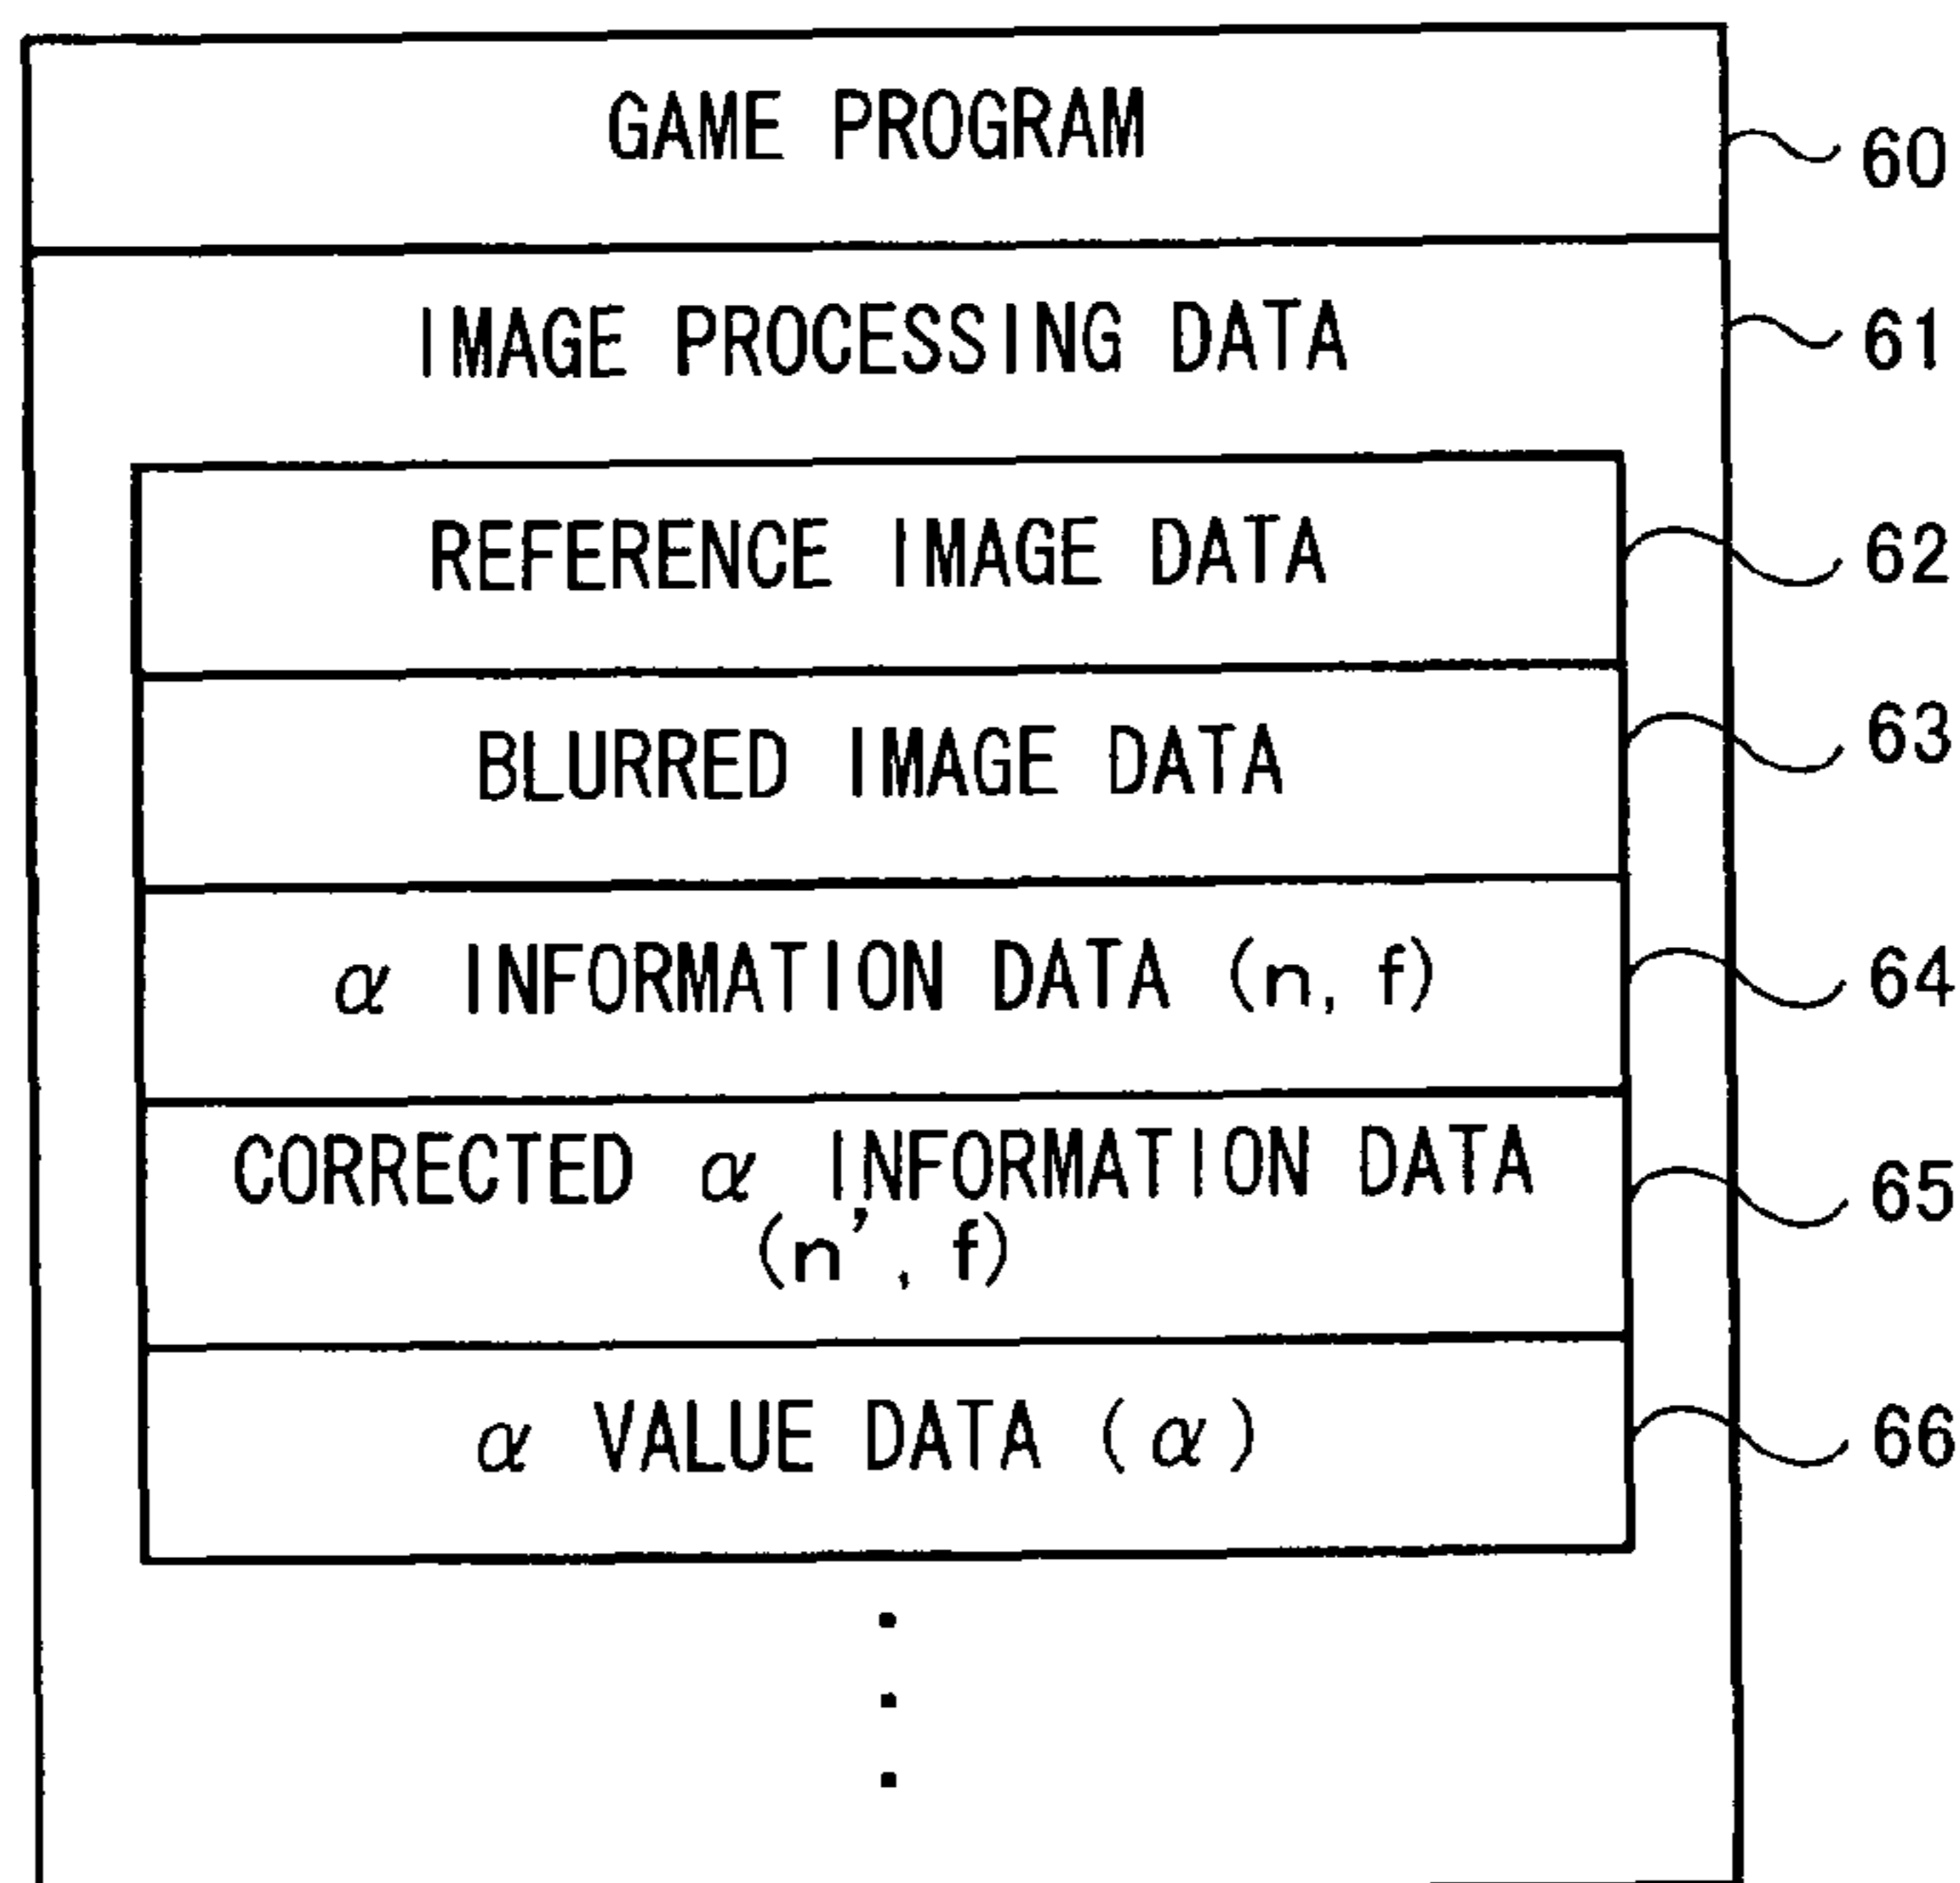 GAME PROGRAM
60
IMAGE PROCESSING DATA
61
REFERENCE IMAGE DATA
62
BLURRED IMAGE DATA
63
α INFORMATION DATA (n, f)
64
CORRECTED α INFORMATION DATA
(n', f)
65
α VALUE DATA (α)
66